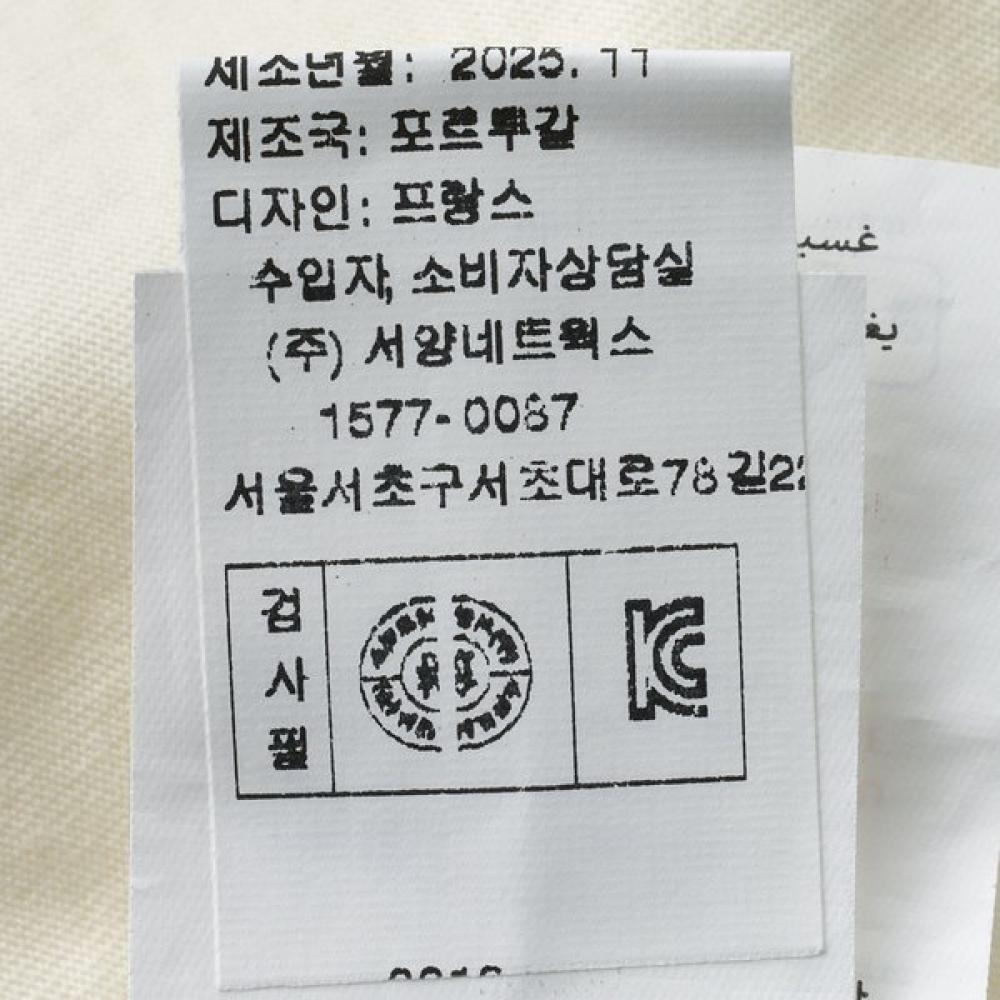 제조년월: 2025. 11
제조국: 포르투갈
디자인: 프랑스
수입자, 소비자상담실
(주) 서양네트웍스
1577-0087
서울서초구서초대로78길22
검
사
필
KC
غسيـ